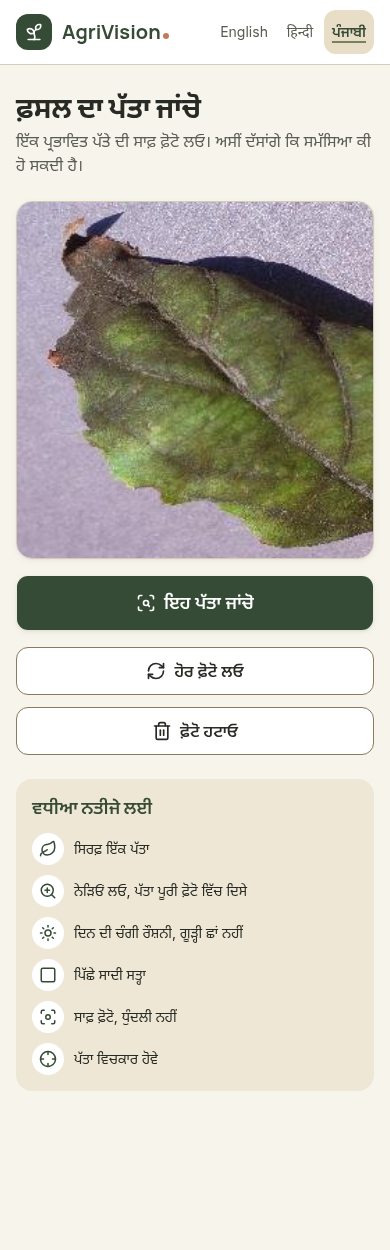 AgriVision
English हिन्दी ਪੰਜਾਬੀ
ਫ਼ਸਲ ਦਾ ਪੱਤਾ ਜਾਂਚੋ
ਇੱਕ ਪ੍ਰਭਾਵਿਤ ਪੱਤੇ ਦੀ ਸਾਫ਼ ਫ਼ੋਟੋ ਲਓ। ਅਸੀਂ ਦੱਸਾਂਗੇ ਕਿ ਸਮੱਸਿਆ ਕੀ
ਹੋ ਸਕਦੀ ਹੈ।
ਇਹ ਪੱਤਾ ਜਾਂਚੋ
ਹੋਰ ਫ਼ੋਟੋ ਲਓ
ਫ਼ੋਟੋ ਹਟਾਓ
ਵਧੀਆ ਨਤੀਜੇ ਲਈ
ਸਿਰਫ਼ ਇੱਕ ਪੱਤਾ
ਨੇੜਿਓਂ ਲਓ, ਪੱਤਾ ਪੂਰੀ ਫ਼ੋਟੋ ਵਿੱਚ ਦਿਸੇ
ਦਿਨ ਦੀ ਚੰਗੀ ਰੌਸ਼ਨੀ, ਗੂੜ੍ਹੀ ਛਾਂ ਨਹੀਂ
ਪਿੱਛੇ ਸਾਦੀ ਸਤ੍ਹਾ
ਸਾਫ਼ ਫ਼ੋਟੋ, ਧੁੰਦਲੀ ਨਹੀਂ
ਪੱਤਾ ਵਿਚਕਾਰ ਹੋਵੇ